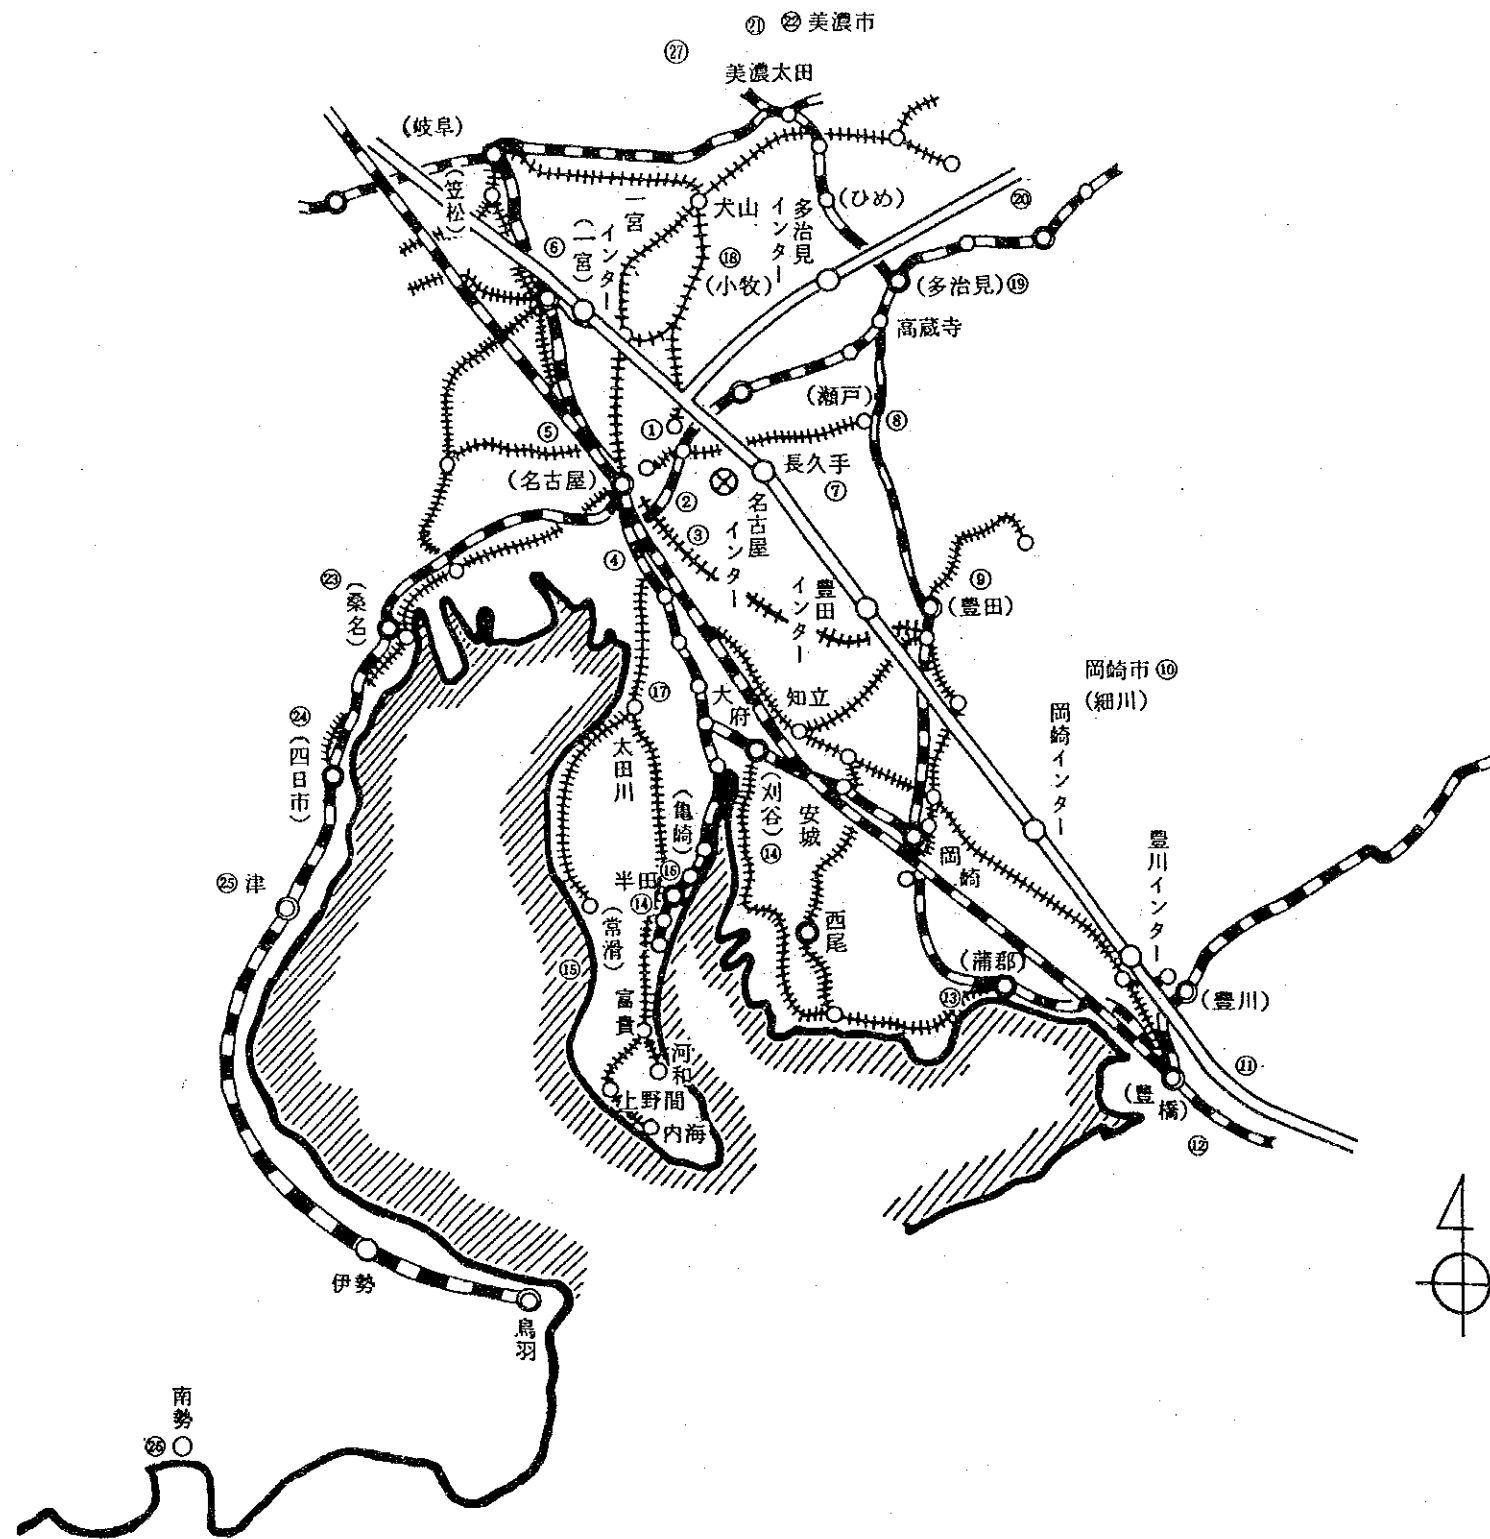 ㉑ ㉒ 美濃市
㉗
美濃太田
(岐阜)
(笠松)
一宮
インター
(一宮)
⑥
犬山
多治見
インター
(ひめ)
⑳
⑱
(小牧)
(多治見) ⑲
高蔵寺
(瀬戸)
⑧
①
⑤
(名古屋)
長久手
⑦
②
③
④
名古屋
インター
⑨
(豊田)
豊田
インター
㉓
(桑名)
岡崎市 ⑩
(細川)
⑰
大府
知立
岡崎インター
㉔
(四日市)
太田川
(亀崎)
(刈谷)
⑭
安城
岡崎
豊川インター
㉕ 津
半田
⑭
⑯
(常滑)
西尾
(蒲郡)
⑬
(豊川)
⑮
富貴
河和
上野間
内海
⑪
(豊橋)
⑫
伊勢
鳥羽
南勢
㉖